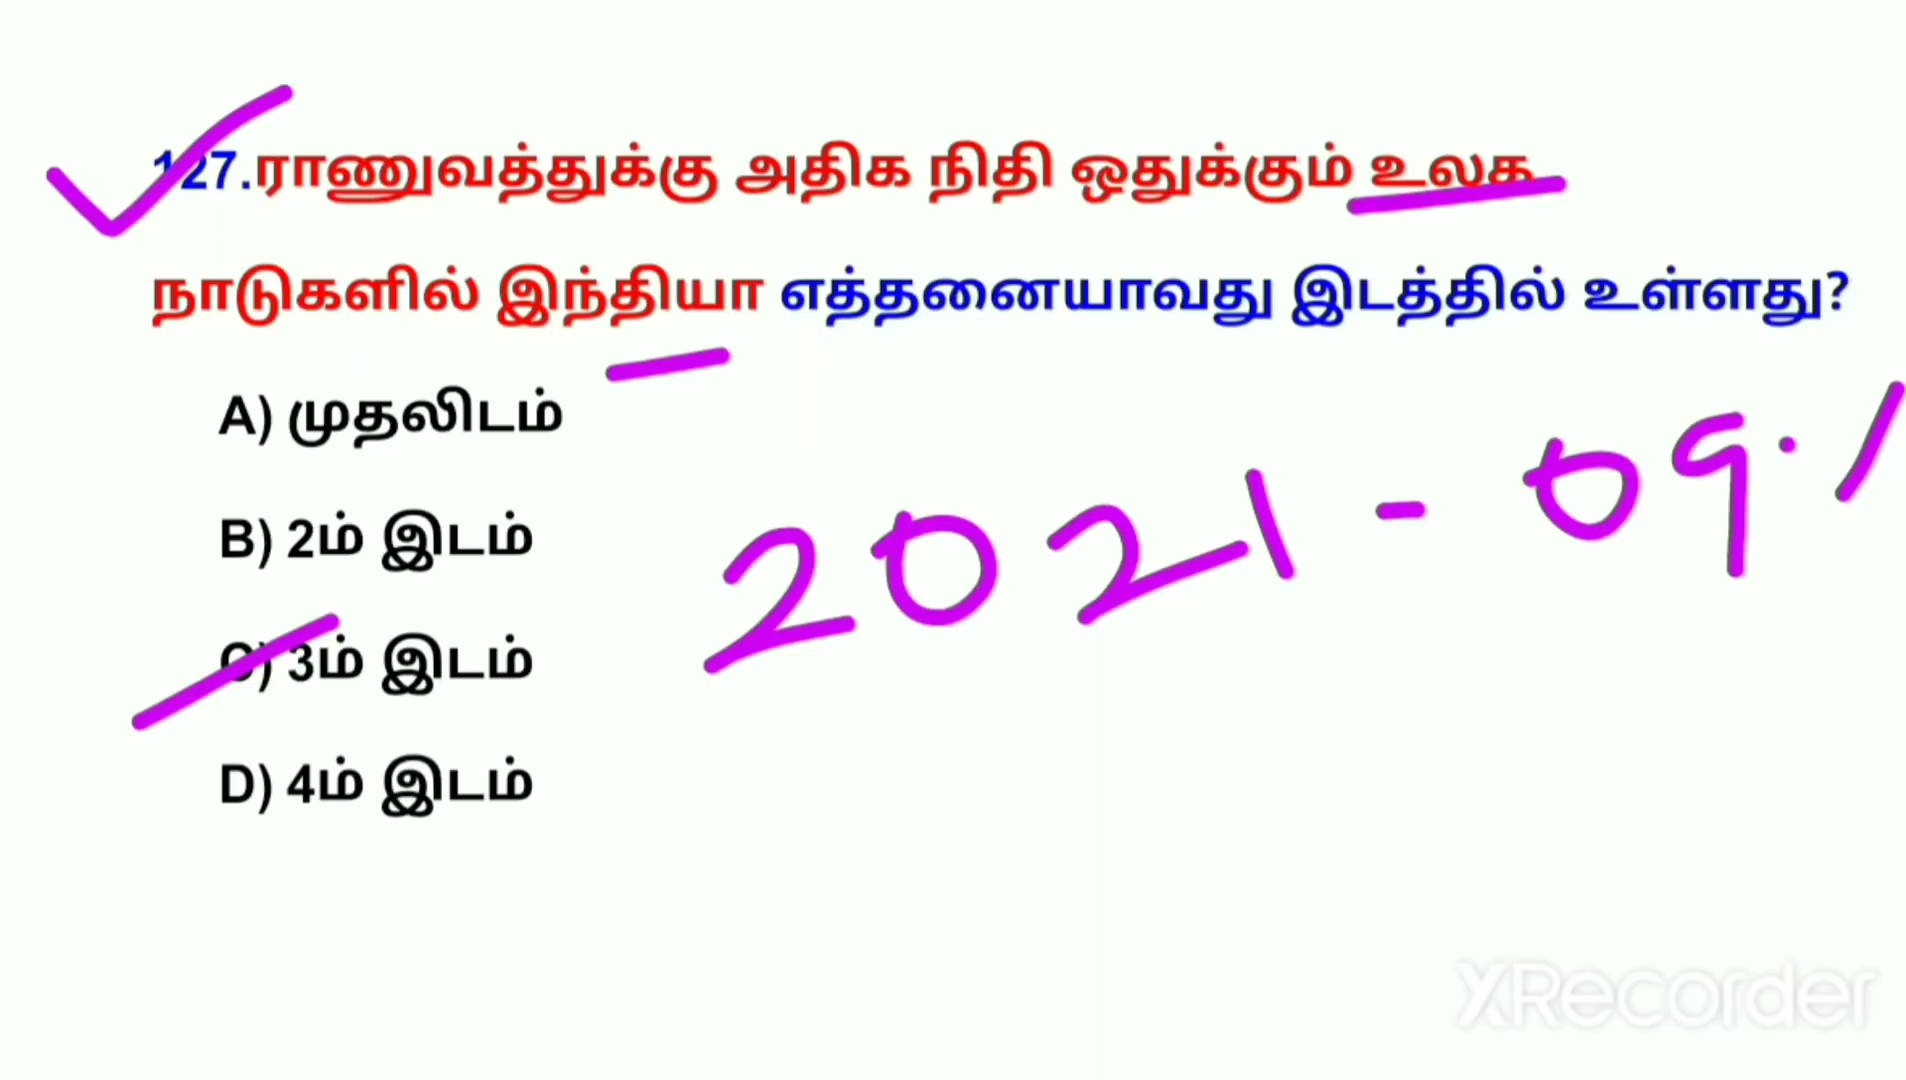 127.ராணுவத்துக்கு அதிக நிதி ஒதுக்கும் உலக
நாடுகளில் இந்தியா எத்தனையாவது இடத்தில் உள்ளது?
A) முதலிடம்
B) 2ம் இடம்
C) 3ம் இடம்
D) 4ம் இடம்
2021 - 09./
XRecorder